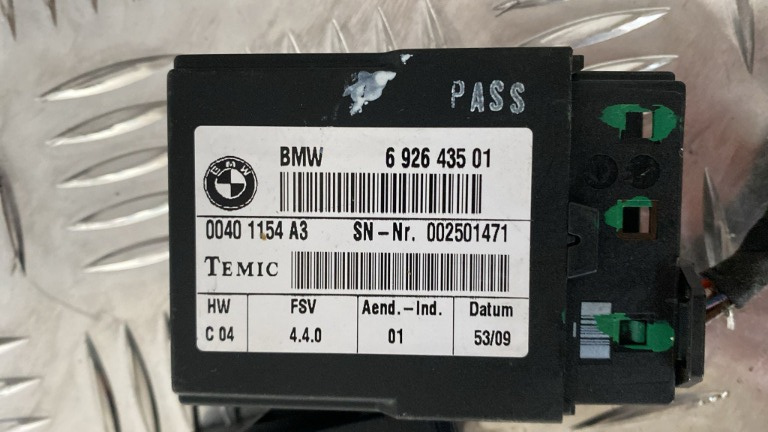 PASS
BMW 6 926 435 01
BMW
0040 1154 A3 SN-Nr. 002501471
TEMIC
HW FSV Aend.-Ind. Datum
C 04 4.4.0 01 53/09